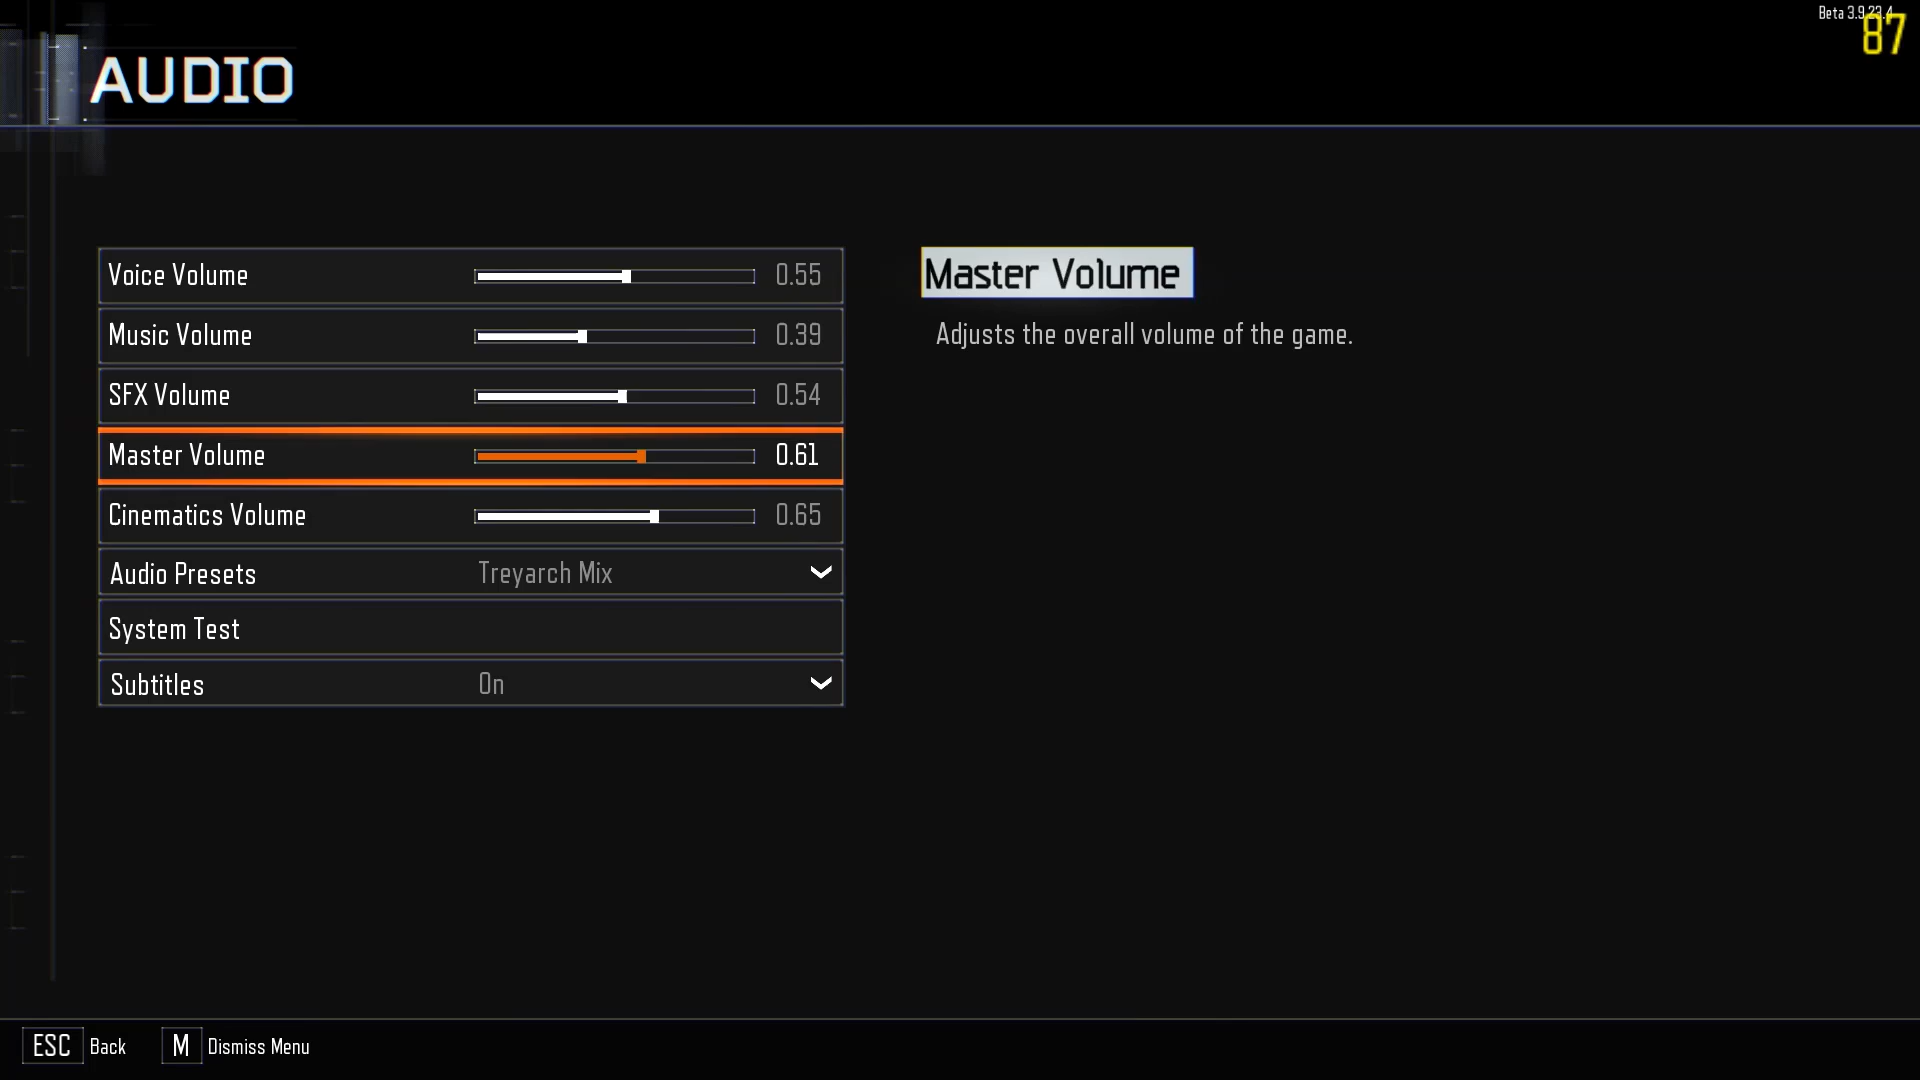 Beta 3.9.23.4
87
AUDIO
Voice Volume 0.55
Music Volume 0.39
SFX Volume 0.54
Master Volume 0.61
Cinematics Volume 0.65
Audio Presets Treyarch Mix
System Test
Subtitles On
Master Volume
Adjusts the overall volume of the game.
ESC Back M Dismiss Menu